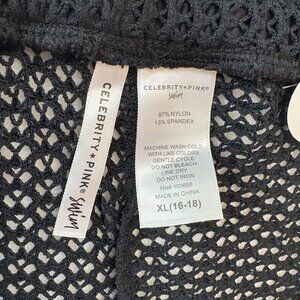 CELEBRITY★PINK®
swim
CELEBRITY★PINK®
swim
87% NYLON
13% SPANDEX
MACHINE WASH COLD
WITH LIKE COLORS
GENTLE CYCLE
DO NOT BLEACH
LINE DRY
DO NOT IRON
RN# 103658
MADE IN CHINA
XL(16-18)